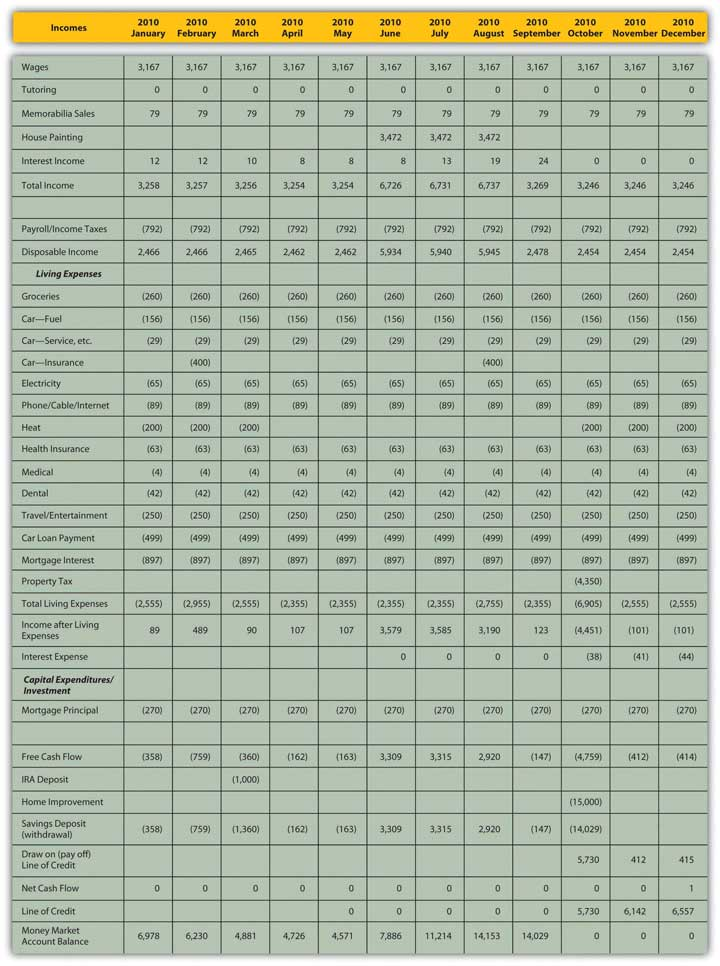 Incomes 2010 January 2010 February 2010 March 2010 April 2010 May 2010 June 2010 July 2010 August 2010 September 2010 October 2010 November 2010 December
Wages 3,167 3,167 3,167 3,167 3,167 3,167 3,167 3,167 3,167 3,167 3,167 3,167
Tutoring 0 0 0 0 0 0 0 0 0 0 0 0
Memorabilia Sales 79 79 79 79 79 79 79 79 79 79 79 79
House Painting 3,472 3,472 3,472
Interest Income 12 12 10 8 8 8 13 19 24 0 0 0
Total Income 3,258 3,257 3,256 3,254 3,254 6,726 6,731 6,737 3,269 3,246 3,246 3,246
Payroll/Income Taxes (792) (792) (792) (792) (792) (792) (792) (792) (792) (792) (792) (792)
Disposable Income 2,466 2,466 2,465 2,462 2,462 5,934 5,940 5,945 2,478 2,454 2,454 2,454
Living Expenses
Groceries (260) (260) (260) (260) (260) (260) (260) (260) (260) (260) (260) (260)
Car—Fuel (156) (156) (156) (156) (156) (156) (156) (156) (156) (156) (156) (156)
Car—Service, etc. (29) (29) (29) (29) (29) (29) (29) (29) (29) (29) (29) (29)
Car—Insurance (400) (400)
Electricity (65) (65) (65) (65) (65) (65) (65) (65) (65) (65) (65) (65)
Phone/Cable/Internet (89) (89) (89) (89) (89) (89) (89) (89) (89) (89) (89) (89)
Heat (200) (200) (200) (200) (200) (200)
Health Insurance (63) (63) (63) (63) (63) (63) (63) (63) (63) (63) (63) (63)
Medical (4) (4) (4) (4) (4) (4) (4) (4) (4) (4) (4) (4)
Dental (42) (42) (42) (42) (42) (42) (42) (42) (42) (42) (42) (42)
Travel/Entertainment (250) (250) (250) (250) (250) (250) (250) (250) (250) (250) (250) (250)
Car Loan Payment (499) (499) (499) (499) (499) (499) (499) (499) (499) (499) (499) (499)
Mortgage Interest (897) (897) (897) (897) (897) (897) (897) (897) (897) (897) (897) (897)
Property Tax (4,350)
Total Living Expenses (2,555) (2,955) (2,555) (2,355) (2,355) (2,355) (2,355) (2,755) (2,355) (6,905) (2,555) (2,555)
Income after Living Expenses 89 489 90 107 107 3,579 3,585 3,190 123 (4,451) (101) (101)
Interest Expense 0 0 0 0 (38) (41) (44)
Capital Expenditures/
Investment
Mortgage Principal (270) (270) (270) (270) (270) (270) (270) (270) (270) (270) (270) (270)
Free Cash Flow (358) (759) (360) (162) (163) 3,309 3,315 2,920 (147) (4,759) (412) (414)
IRA Deposit (1,000)
Home Improvement (15,000)
Savings Deposit (withdrawal) (358) (759) (1,360) (162) (163) 3,309 3,315 2,920 (147) (14,029)
Draw on (pay off) Line of Credit 5,730 412 415
Net Cash Flow 0 0 0 0 0 0 0 0 0 0 0 1
Line of Credit 0 0 0 0 0 5,730 6,142 6,557
Money Market Account Balance 6,978 6,230 4,881 4,726 4,571 7,886 11,214 14,153 14,029 0 0 0